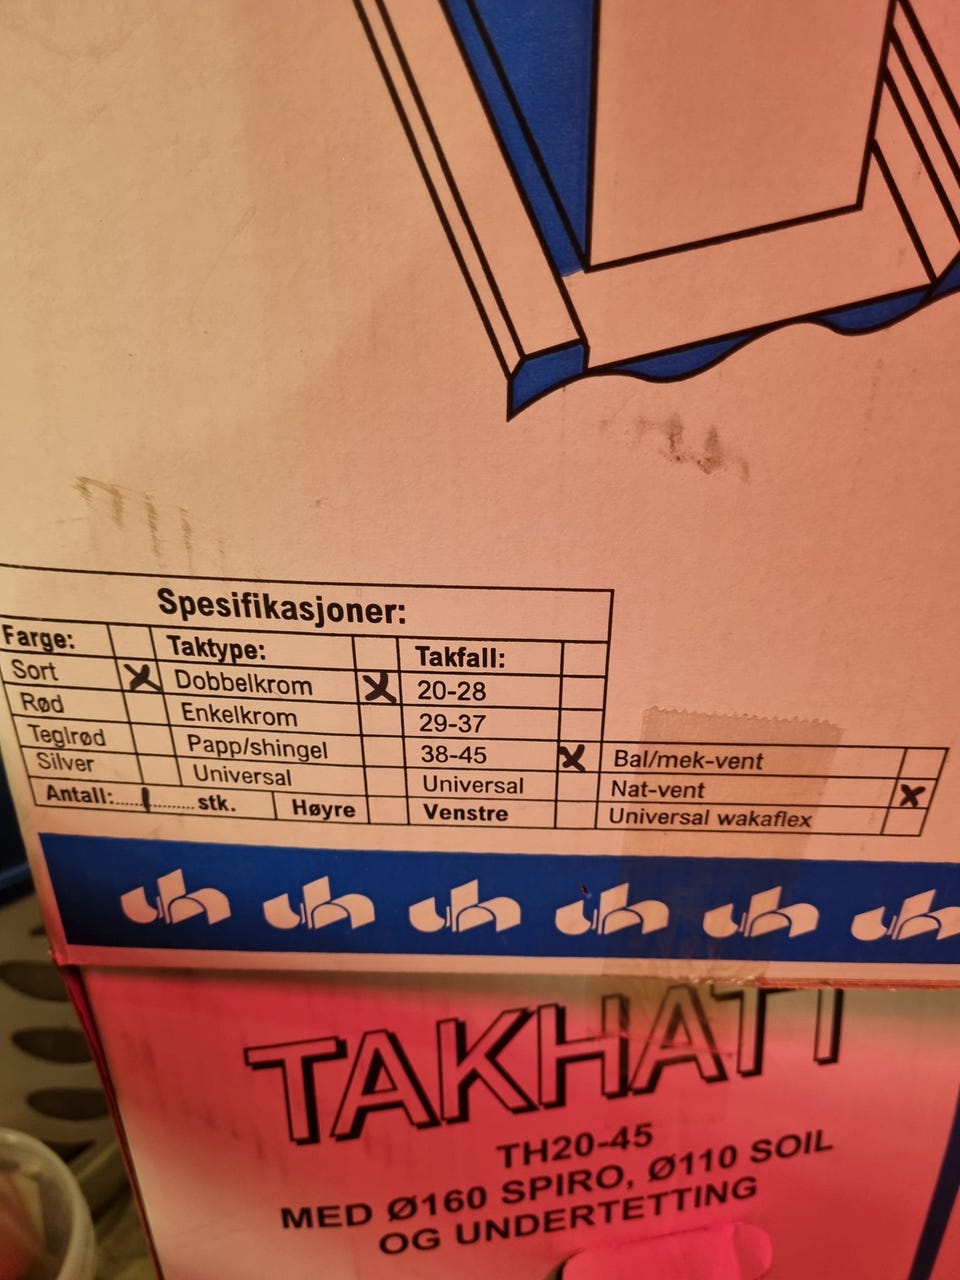 Spesifikasjoner:
Farge: Taktype: Takfall:
Sort X Dobbelkrom X 20-28
Rød Enkelkrom 29-37
Teglrød Papp/shingel 38-45 X Bal/mek-vent
Silver Universal Universal Nat-vent X
Antall:.....1.......... stk. Høyre Venstre Universal wakaflex
TAKHATT
TH20-45
MED Ø160 SPIRO, Ø110 SOIL
OG UNDERTETTING